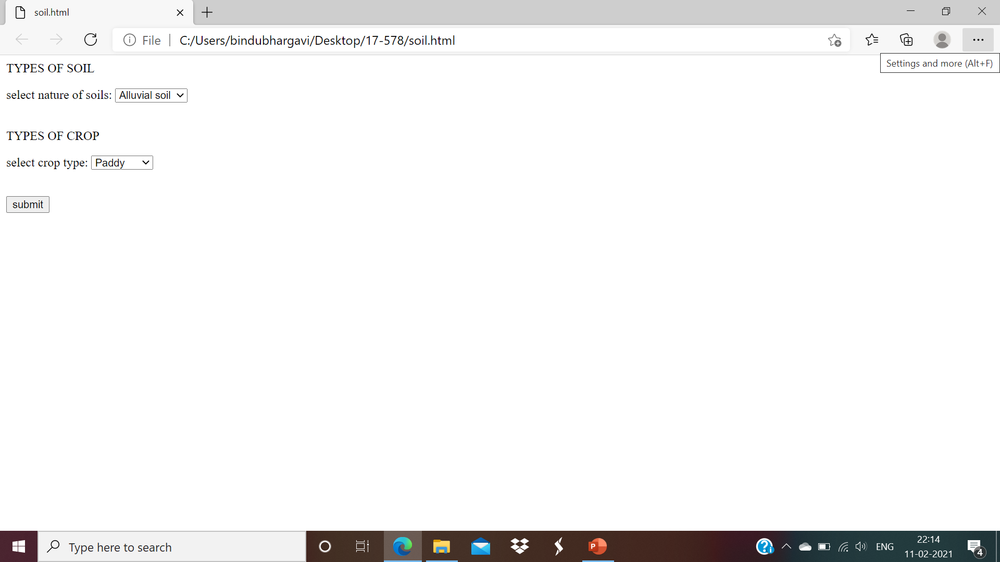 soil.html
File
C:/Users/bindubhargavi/Desktop/17-578/soil.html
Settings and more (Alt+F)
TYPES OF SOIL
select nature of soils: Alluvial soil
TYPES OF CROP
select crop type: Paddy
submit
Type here to search
P
ENG
22:14
11-02-2021
4